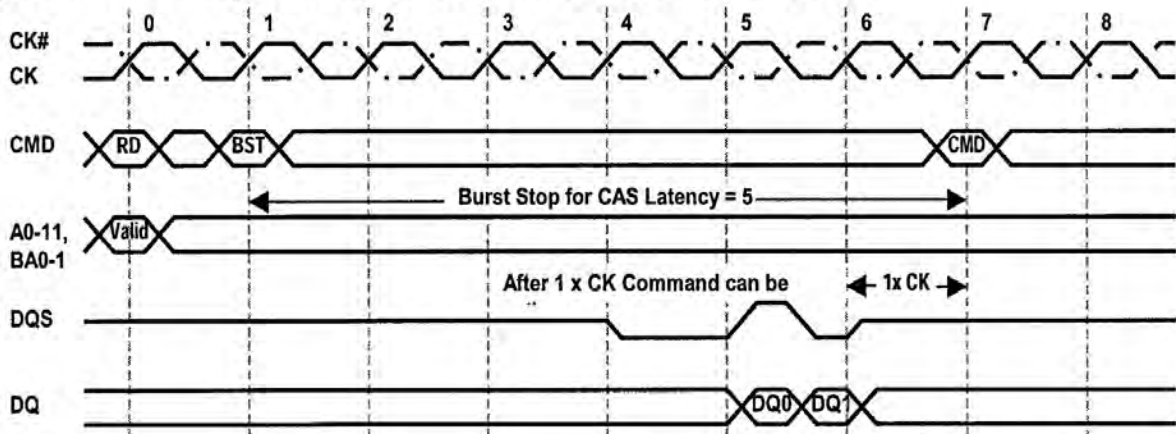 0 1 2 3 4 5 6 7 8
CK#
CK
CMD RD BST CMD
Burst Stop for CAS Latency = 5
A0-11, Valid
BA0-1
After 1 x CK Command can be 1x CK
DQS
DQ DQ0 DQ1